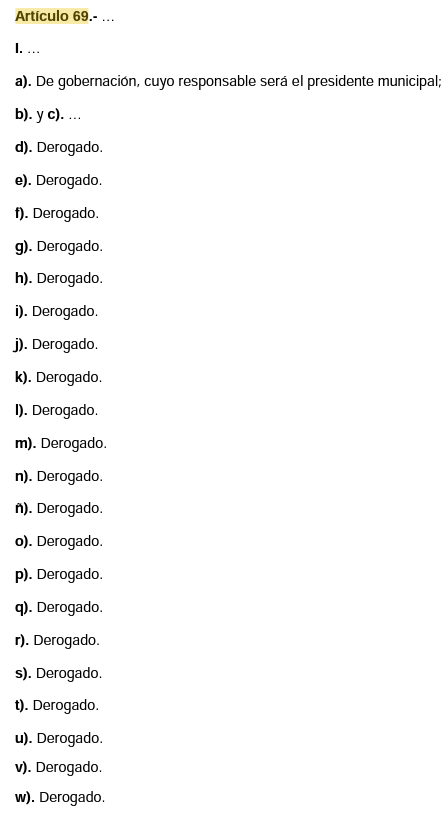 Artículo 69.- …
I. …
a). De gobernación, cuyo responsable será el presidente municipal;
b). y c). …
d). Derogado.
e). Derogado.
f). Derogado.
g). Derogado.
h). Derogado.
i). Derogado.
j). Derogado.
k). Derogado.
l). Derogado.
m). Derogado.
n). Derogado.
ñ). Derogado.
o). Derogado.
p). Derogado.
q). Derogado.
r). Derogado.
s). Derogado.
t). Derogado.
u). Derogado.
v). Derogado.
w). Derogado.